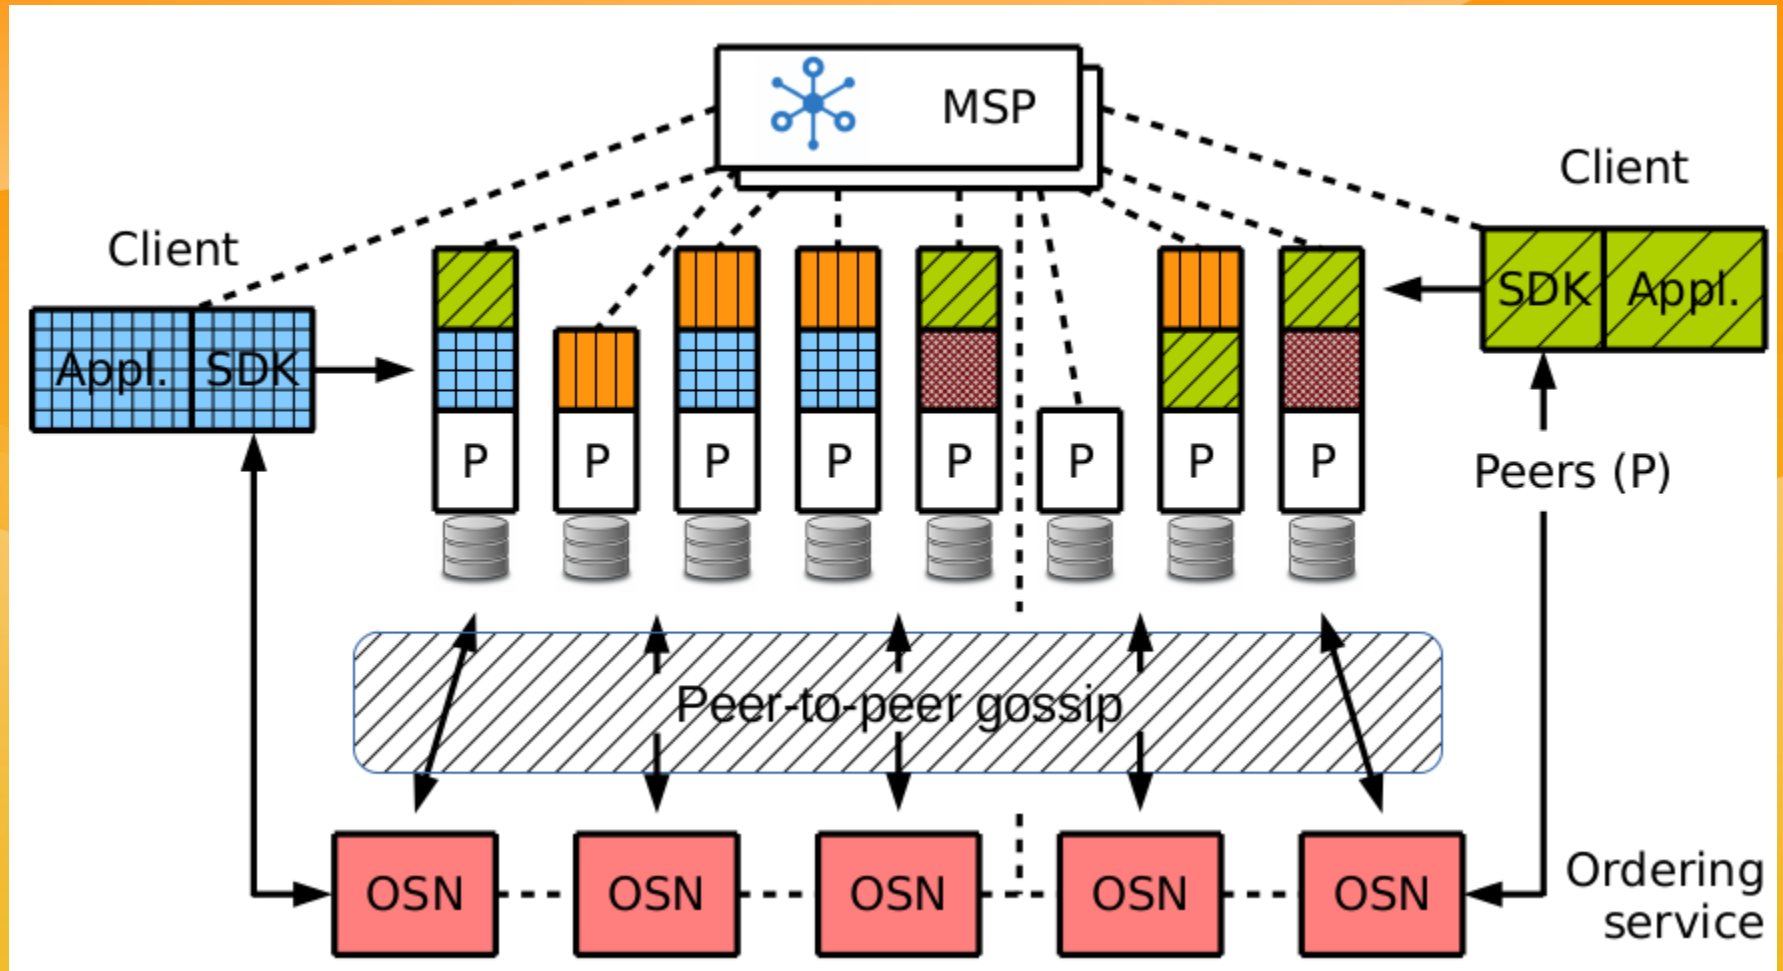 MSP
Client
Client
SDK Appl.
Appl. SDK
P P P P P P P P
Peers (P)
Peer-to-peer gossip
OSN OSN OSN OSN OSN
Ordering
service